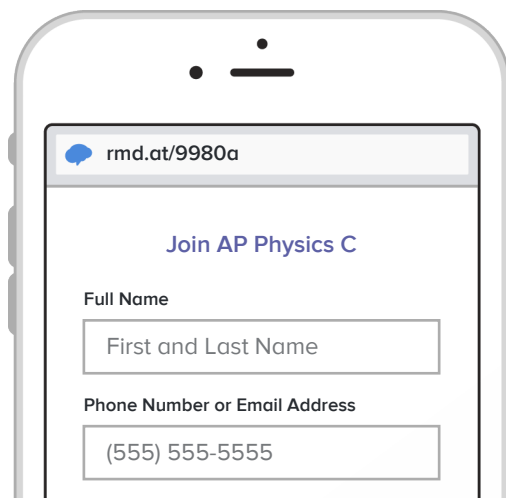 rmd.at/9980a
Join AP Physics C
Full Name
First and Last Name
Phone Number or Email Address
(555) 555-5555